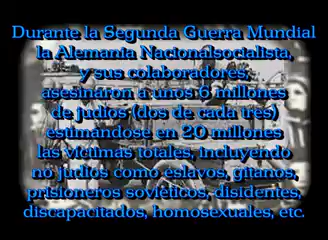 Durante la Segunda Guerra Mundial
la Alemania Nacionalsocialista,
y sus colaboradores,
asesinaron a unos 6 millones
de judíos (dos de cada tres)
estimándose en 20 millones
las víctimas totales, incluyendo
no judíos como eslavos, gitanos,
prisioneros soviéticos, disidentes,
discapacitados, homosexuales, etc.